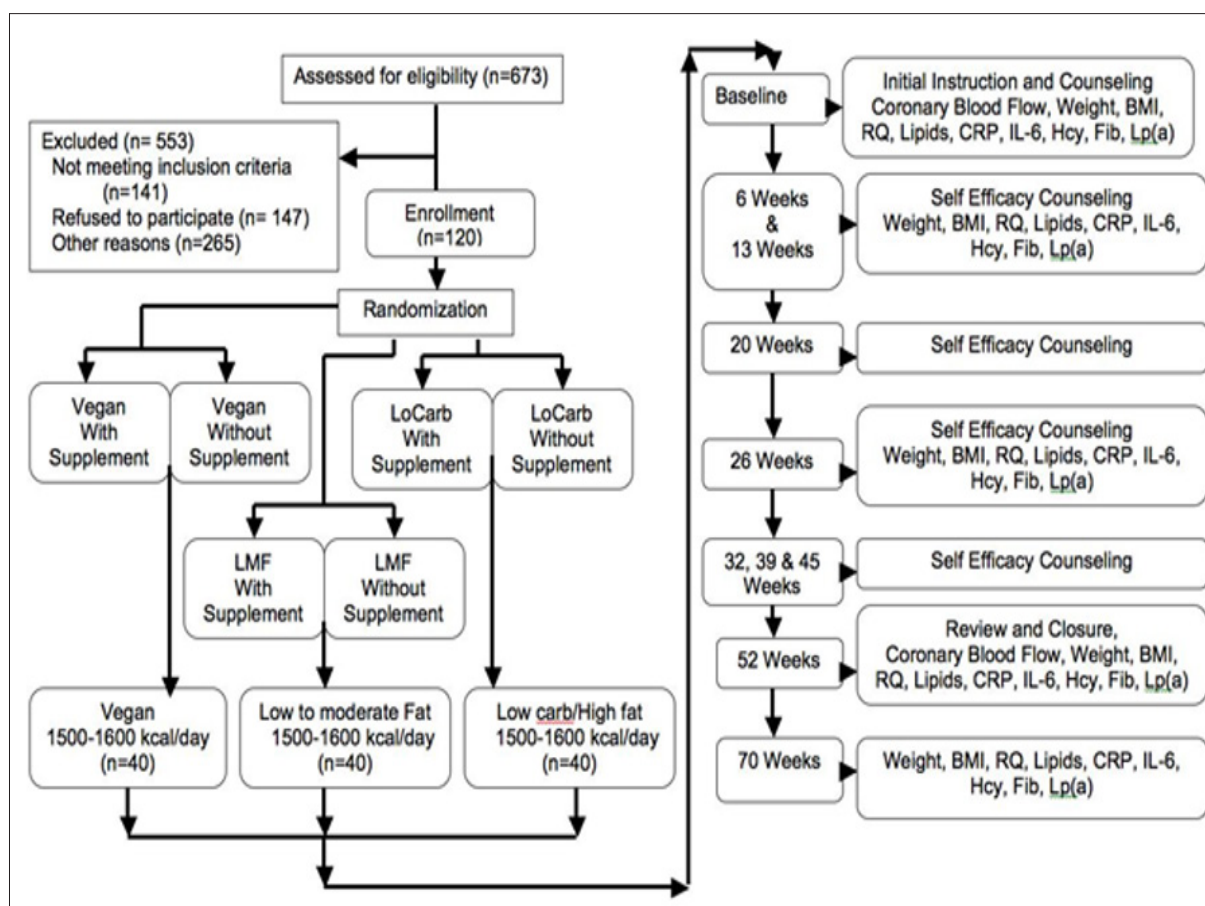 Assessed for eligibility (n=673)
Excluded (n= 553)
Not meeting inclusion criteria
(n=141)
Refused to participate (n= 147)
Other reasons (n=265)
Enrollment
(n=120)
Randomization
Vegan
With
Supplement
Vegan
Without
Supplement
LoCarb
With
Supplement
LoCarb
Without
Supplement
LMF
With
Supplement
LMF
Without
Supplement
Vegan
1500-1600 kcal/day
(n=40)
Low to moderate Fat
1500-1600 kcal/day
(n=40)
Low carb/High fat
1500-1600 kcal/day
(n=40)
Baseline
Initial Instruction and Counseling
Coronary Blood Flow, Weight, BMI,
RQ, Lipids, CRP, IL-6, Hcy, Fib, Lp(a)
6 Weeks
&
13 Weeks
Self Efficacy Counseling
Weight, BMI, RQ, Lipids, CRP, IL-6,
Hcy, Fib, Lp(a)
20 Weeks
Self Efficacy Counseling
26 Weeks
Self Efficacy Counseling
Weight, BMI, RQ, Lipids, CRP, IL-6,
Hcy, Fib, Lp(a)
32, 39 & 45
Weeks
Self Efficacy Counseling
52 Weeks
Review and Closure,
Coronary Blood Flow, Weight, BMI,
RQ, Lipids, CRP, IL-6, Hcy, Fib, Lp(a)
70 Weeks
Weight, BMI, RQ, Lipids, CRP, IL-6,
Hcy, Fib, Lp(a)